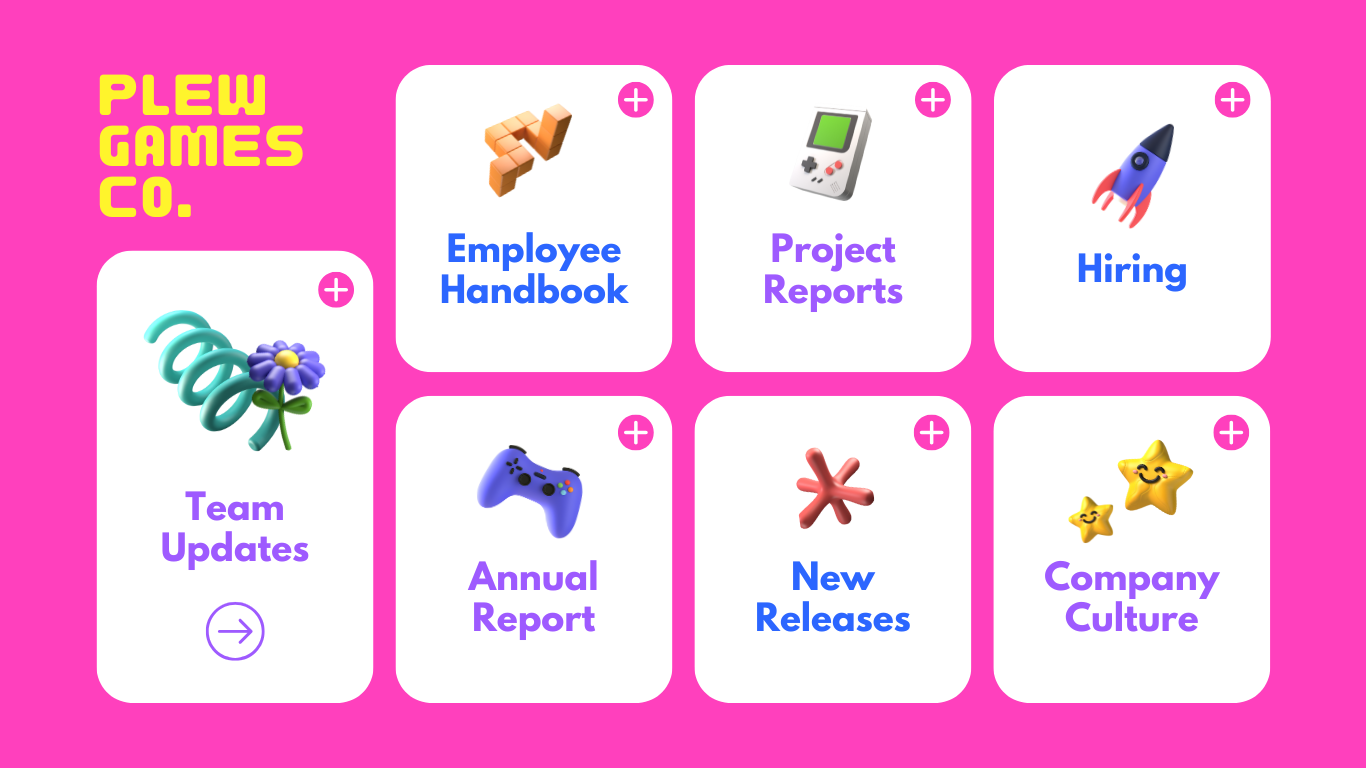 PLEW
GAMES
CO.
Team
Updates
Employee
Handbook
Project
Reports
Hiring
Annual
Report
New
Releases
Company
Culture